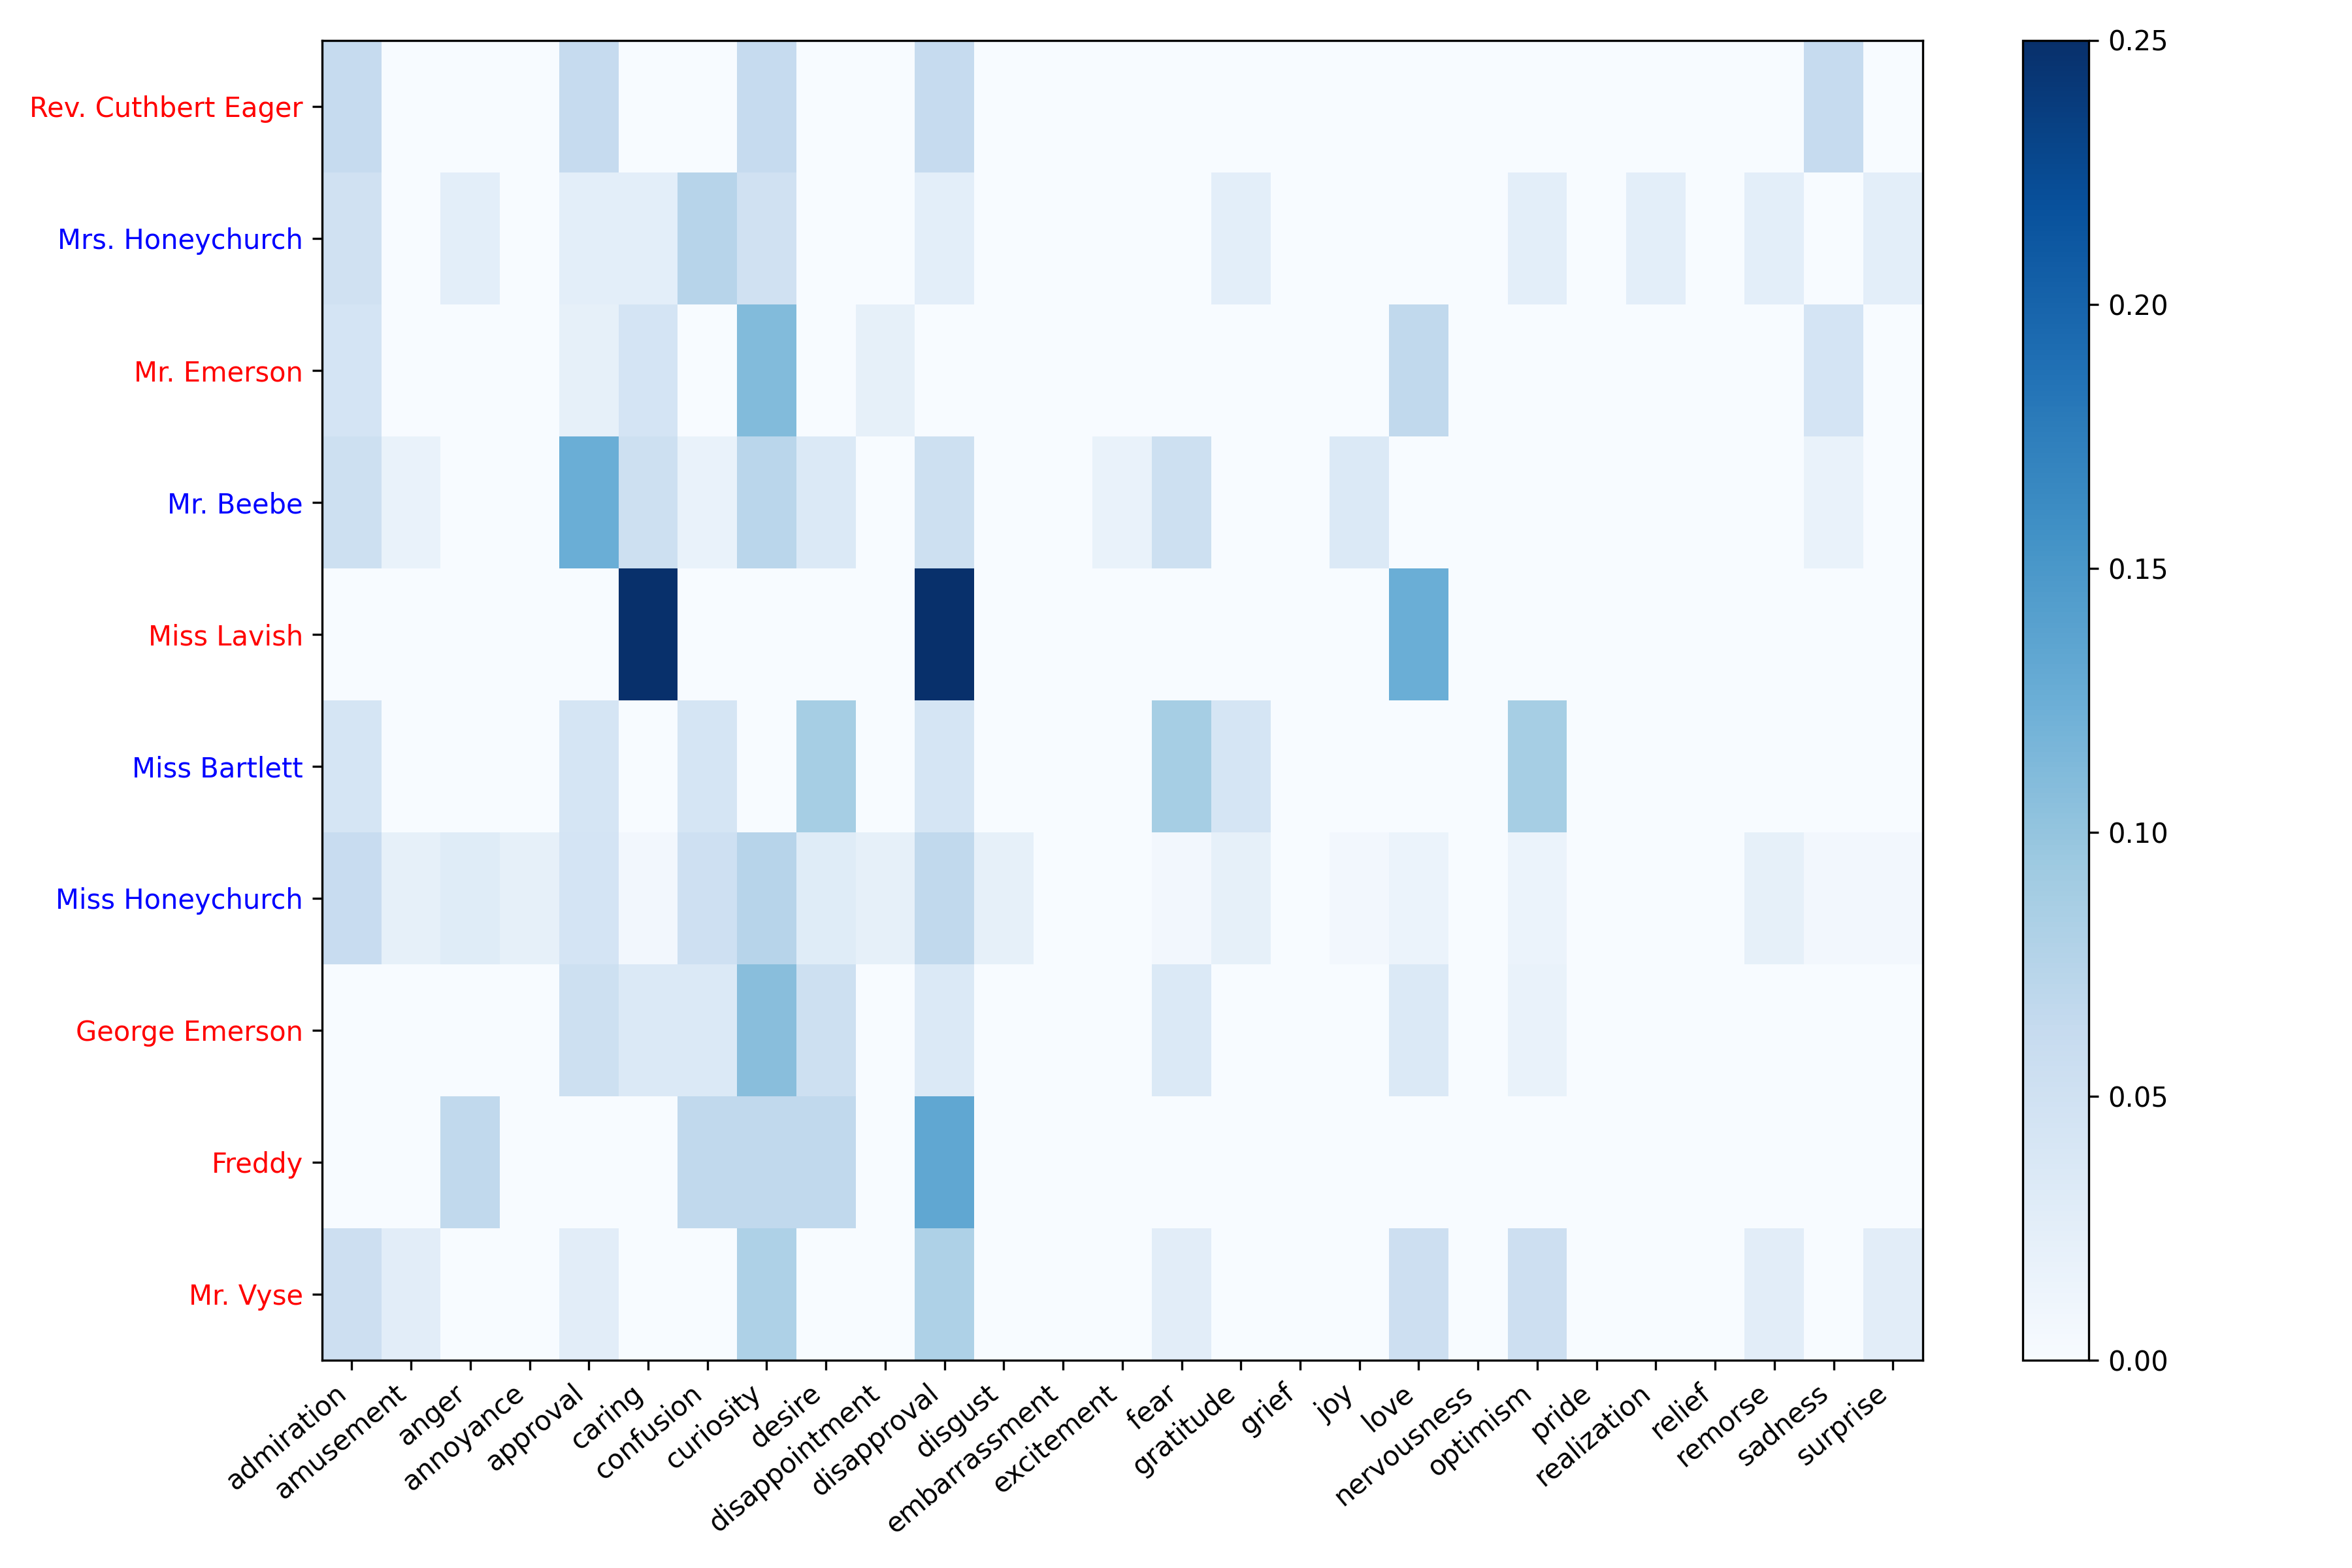 Rev. Cuthbert Eager
Mrs. Honeychurch
Mr. Emerson
Mr. Beebe
Miss Lavish
Miss Bartlett
Miss Honeychurch
George Emerson
Freddy
Mr. Vyse
admiration
amusement
anger
annoyance
approval
caring
confusion
curiosity
desire
disappointment
disapproval
disgust
embarrassment
excitement
fear
gratitude
grief
joy
love
nervousness
optimism
pride
realization
relief
remorse
sadness
surprise
0.25
0.20
0.15
0.10
0.05
0.00